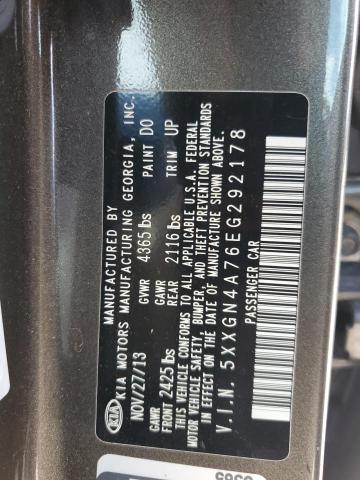 MANUFACTURED BY
KIA MOTORS MANUFACTURING GEORGIA, INC.
KIA
NOV/27/13 GVWR 4365 lbs PAINT DO
GAWR FRONT 2425 lbs GAWR REAR 2116 lbs TRIM UP
THIS VEHICLE CONFORMS TO ALL APPLICABLE U.S.A. FEDERAL
MOTOR VEHICLE SAFETY, BUMPER, AND THEFT PREVENTION STANDARDS
IN EFFECT ON THE DATE OF MANUFACTURE SHOWN ABOVE.
V.I.N. 5XXGN4A76EG292178
PASSENGER CAR